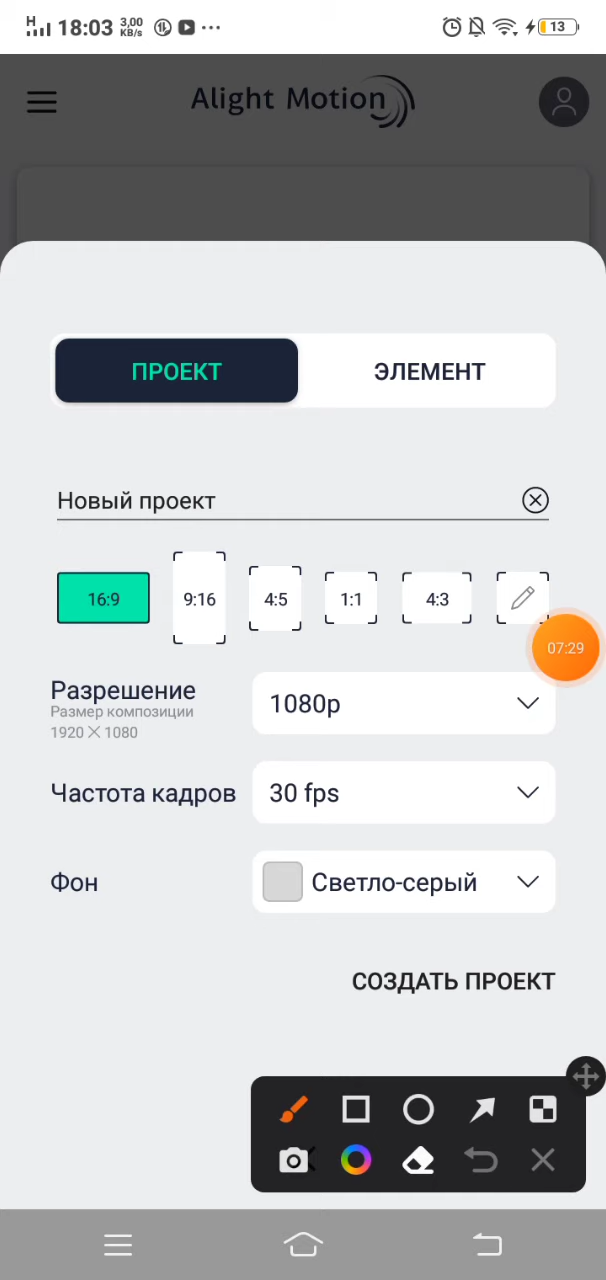 H 18:03 3,00 KB/s ··· 13
Alight Motion
ПРОЕКТ ЭЛЕМЕНТ
Новый проект
16:9 9:16 4:5 1:1 4:3
07:29
Разрешение 1080p
Размер композиции
1920 × 1080
Частота кадров 30 fps
Фон Светло-серый
СОЗДАТЬ ПРОЕКТ